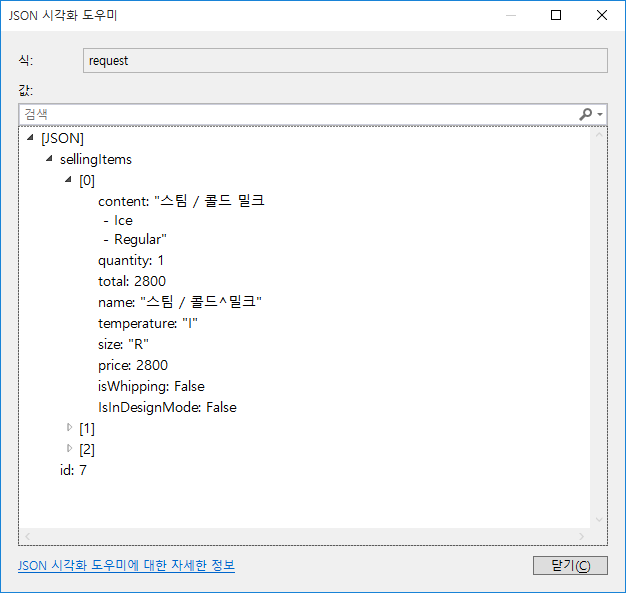 JSON 시각화 도우미
식:
request
값:
검색
[JSON]
sellingItems
[0]
content: "스팀 / 콜드 밀크
- Ice
- Regular"
quantity: 1
total: 2800
name: "스팀 / 콜드^밀크"
temperature: "I"
size: "R"
price: 2800
isWhipping: False
IsInDesignMode: False
[1]
[2]
id: 7
JSON 시각화 도우미에 대한 자세한 정보
닫기(C)